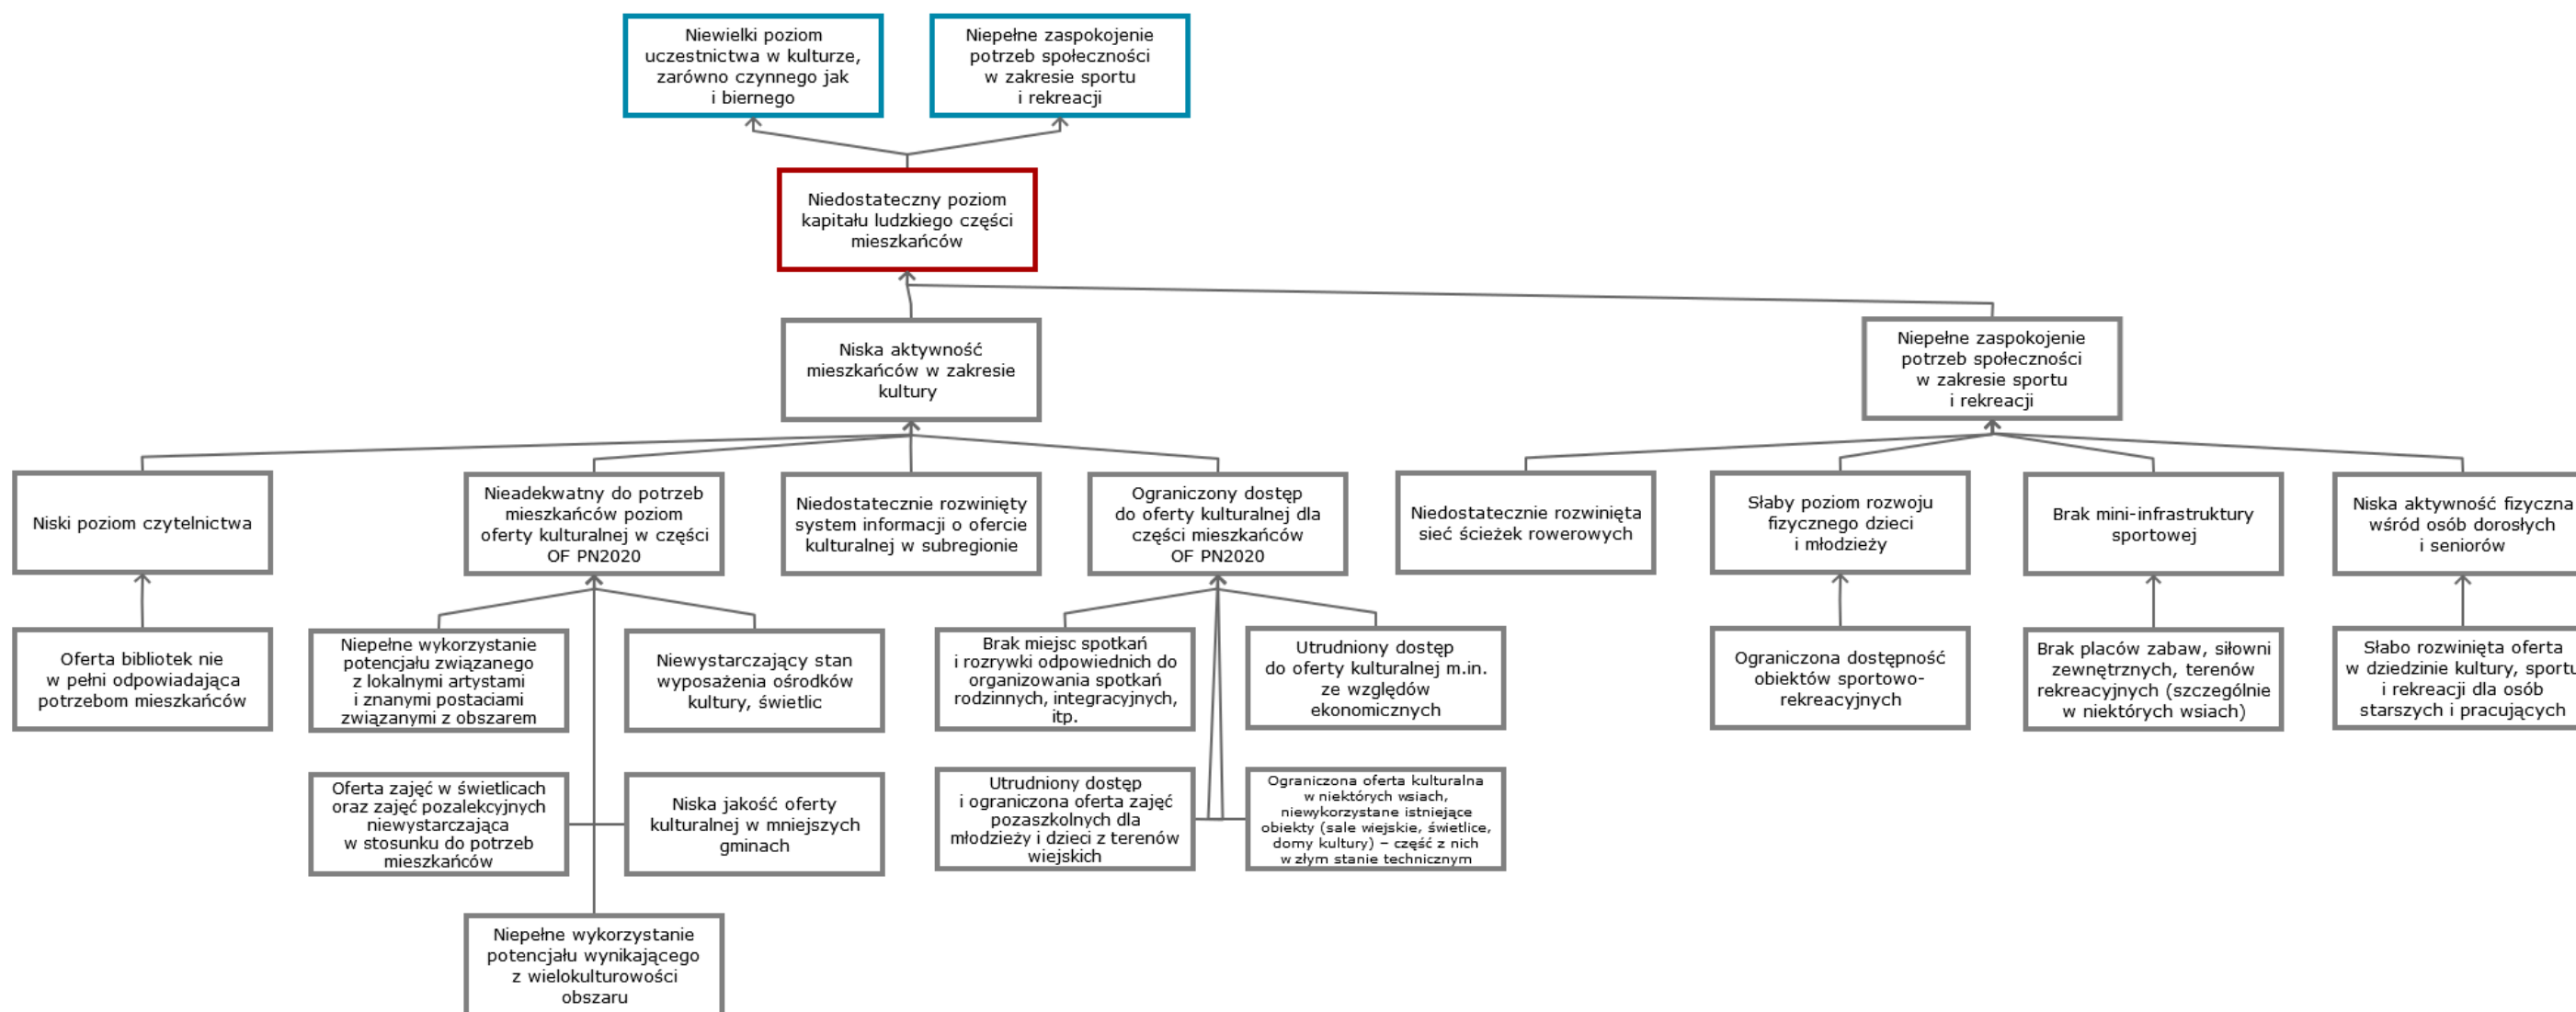 Niewielki poziom
uczestnictwa w kulturze,
zarówno czynnego jak
i biernego
Niepełne zaspokojenie
potrzeb społeczności
w zakresie sportu
i rekreacji
Niedostateczny poziom
kapitału ludzkiego części
mieszkańców
Niska aktywność
mieszkańców w zakresie
kultury
Niepełne zaspokojenie
potrzeb społeczności
w zakresie sportu
i rekreacji
Niski poziom czytelnictwa
Nieadekwatny do potrzeb
mieszkańców poziom
oferty kulturalnej w części
OF PN2020
Niedostatecznie rozwinięty
system informacji o ofercie
kulturalnej w subregionie
Ograniczony dostęp
do oferty kulturalnej dla
części mieszkańców
OF PN2020
Niedostatecznie rozwinięta
sieć ścieżek rowerowych
Słaby poziom rozwoju
fizycznego dzieci
i młodzieży
Brak mini-infrastruktury
sportowej
Niska aktywność fizyczna
wśród osób dorosłych
i seniorów
Oferta bibliotek nie
w pełni odpowiadająca
potrzebom mieszkańców
Niepełne wykorzystanie
potencjału związanego
z lokalnymi artystami
i znanymi postaciami
związanymi z obszarem
Niewystarczający stan
wyposażenia ośrodków
kultury, świetlic
Brak miejsc spotkań
i rozrywki odpowiednich do
organizowania spotkań
rodzinnych, integracyjnych,
itp.
Utrudniony dostęp
do oferty kulturalnej m.in.
ze względów
ekonomicznych
Ograniczona dostępność
obiektów sportowo-
rekreacyjnych
Brak placów zabaw, siłowni
zewnętrznych, terenów
rekreacyjnych (szczególnie
w niektórych wsiach)
Słabo rozwinięta oferta
w dziedzinie kultury, sportu
i rekreacji dla osób
starszych i pracujących
Oferta zajęć w świetlicach
oraz zajęć pozalekcyjnych
niewystarczająca
w stosunku do potrzeb
mieszkańców
Niska jakość oferty
kulturalnej w mniejszych
gminach
Utrudniony dostęp
i ograniczona oferta zajęć
pozaszkolnych dla
młodzieży i dzieci z terenów
wiejskich
Ograniczona oferta kulturalna
w niektórych wsiach,
niewykorzystane istniejące
obiekty (sale wiejskie, świetlice,
domy kultury) – część z nich
w złym stanie technicznym
Niepełne wykorzystanie
potencjału wynikającego
z wielokulturowości
obszaru